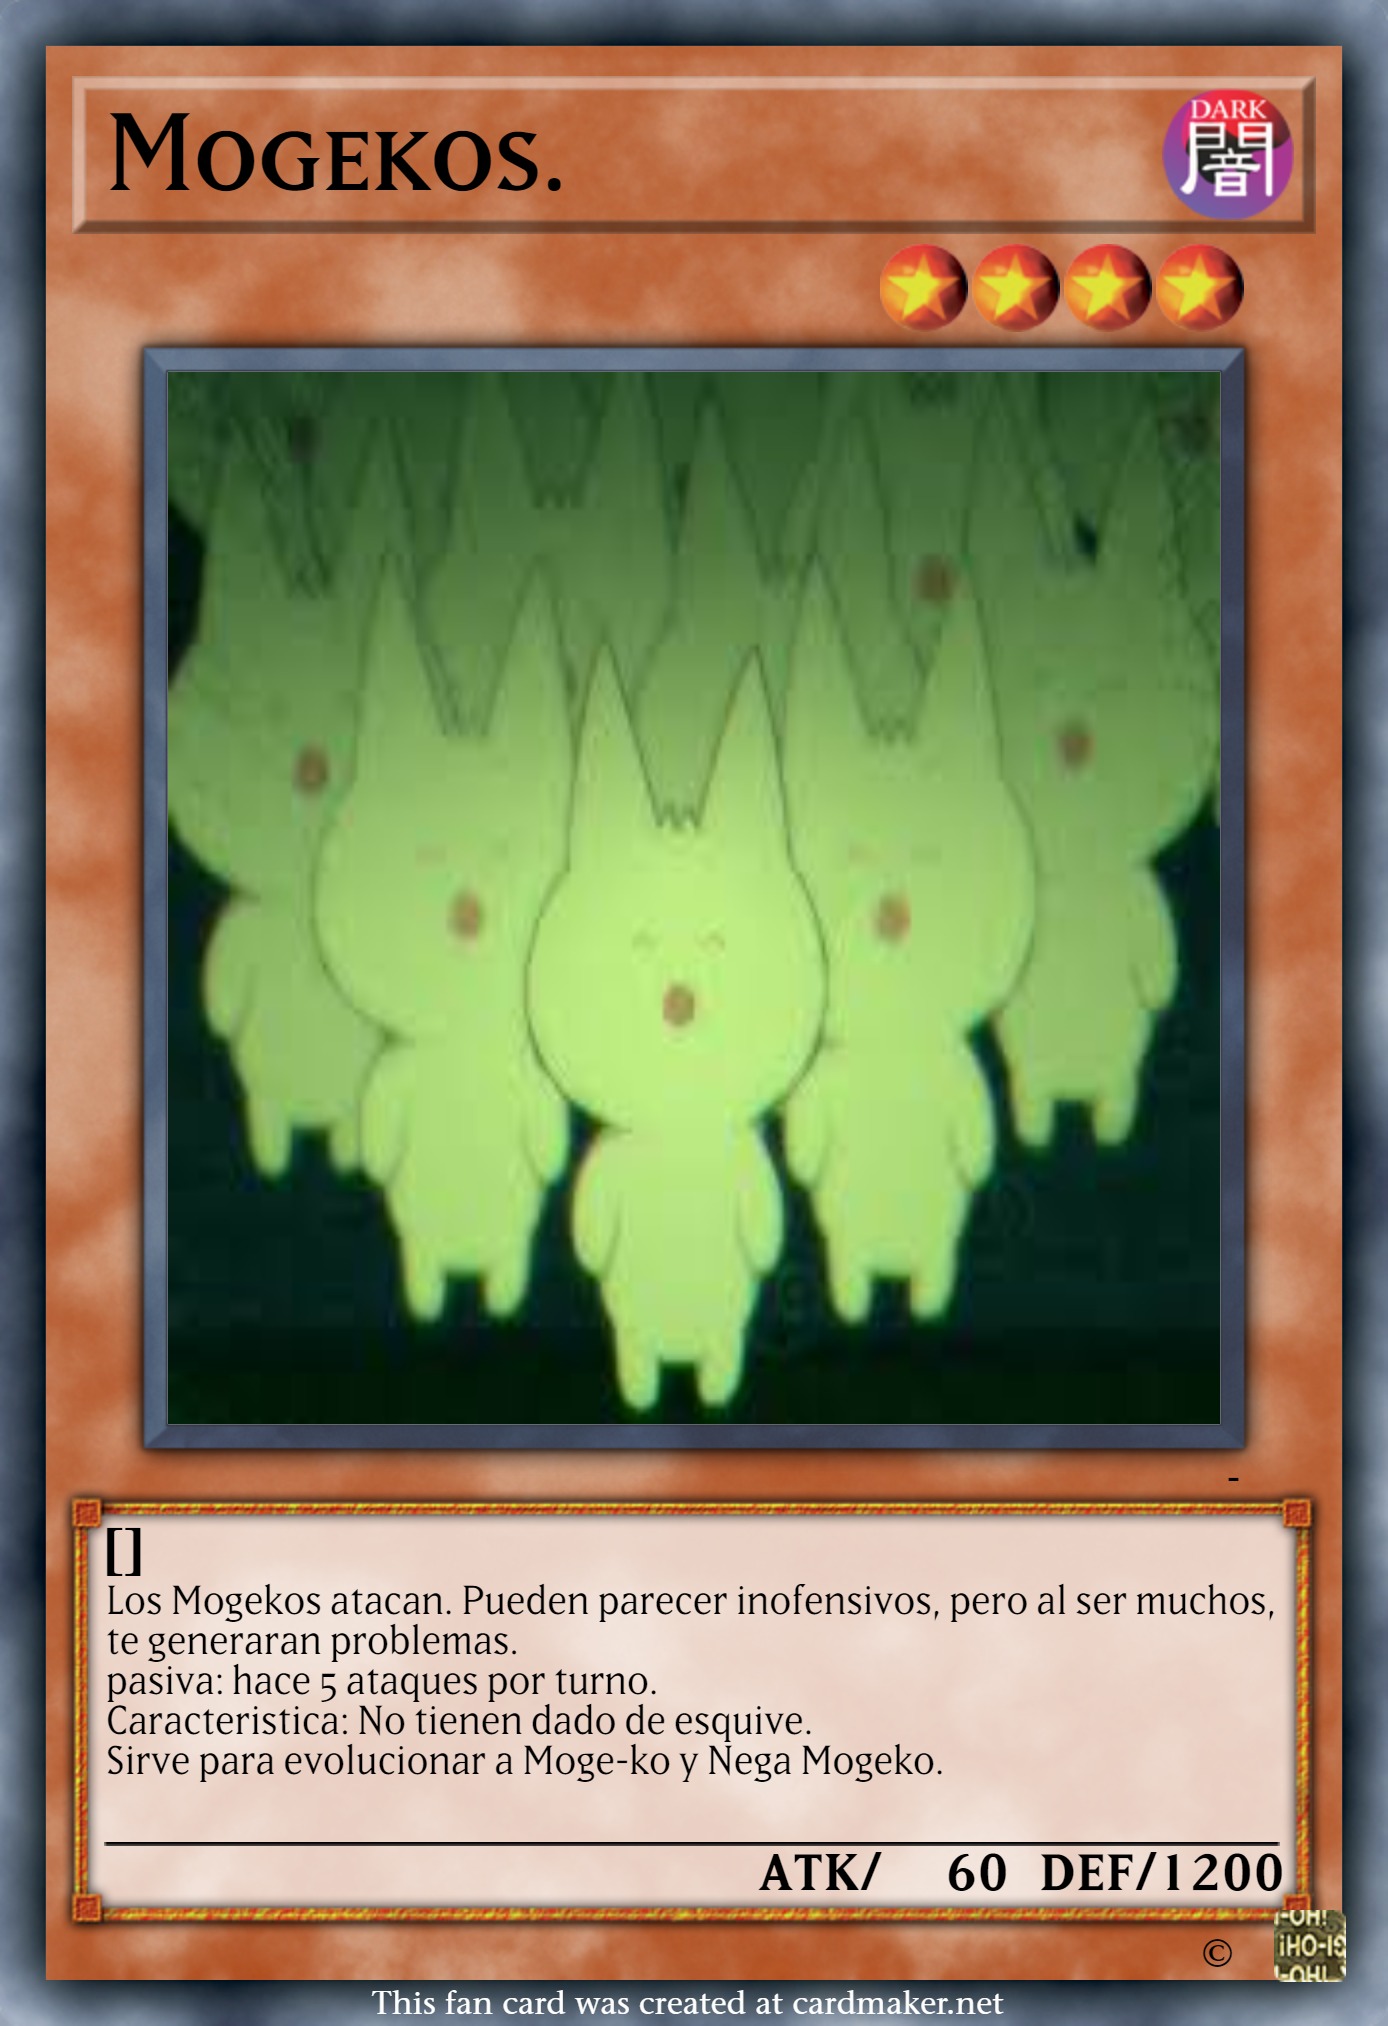 Mogekos.
DARK
闇
-
[]
Los Mogekos atacan. Pueden parecer inofensivos, pero al ser muchos,
te generaran problemas.
pasiva: hace 5 ataques por turno.
Caracteristica: No tienen dado de esquive.
Sirve para evolucionar a Moge-ko y Nega Mogeko.
ATK/ 60 DEF/1200
©
This fan card was created at cardmaker.net